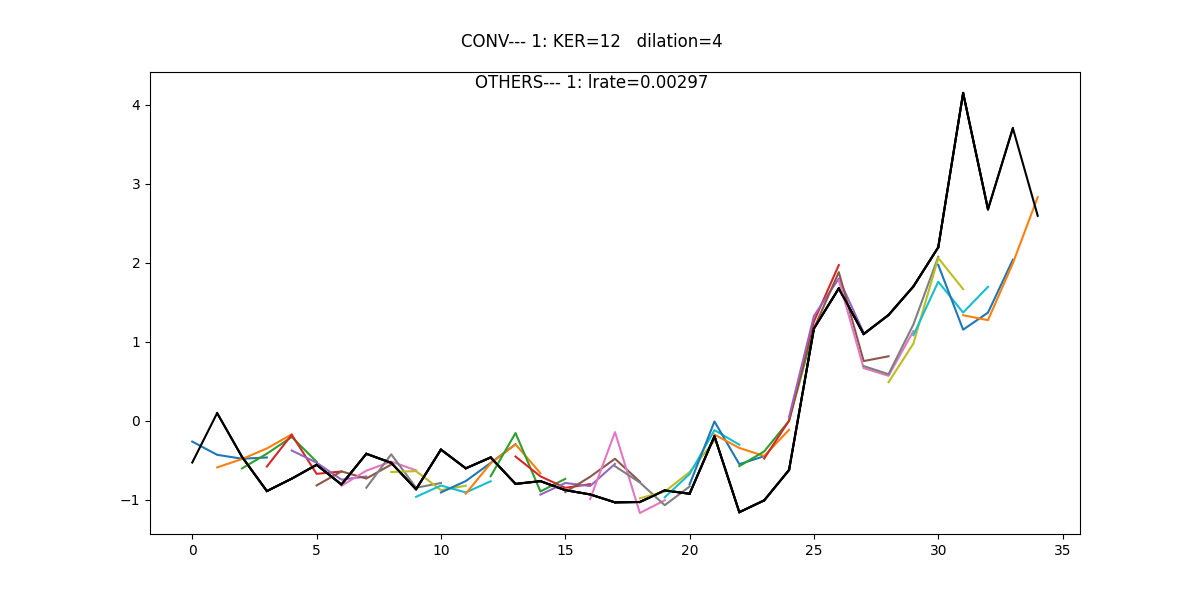 CONV--- 1: KER=12   dilation=4
OTHERS--- 1: lrate=0.00297
4
3
2
1
0
−1
0 5 10 15 20 25 30 35